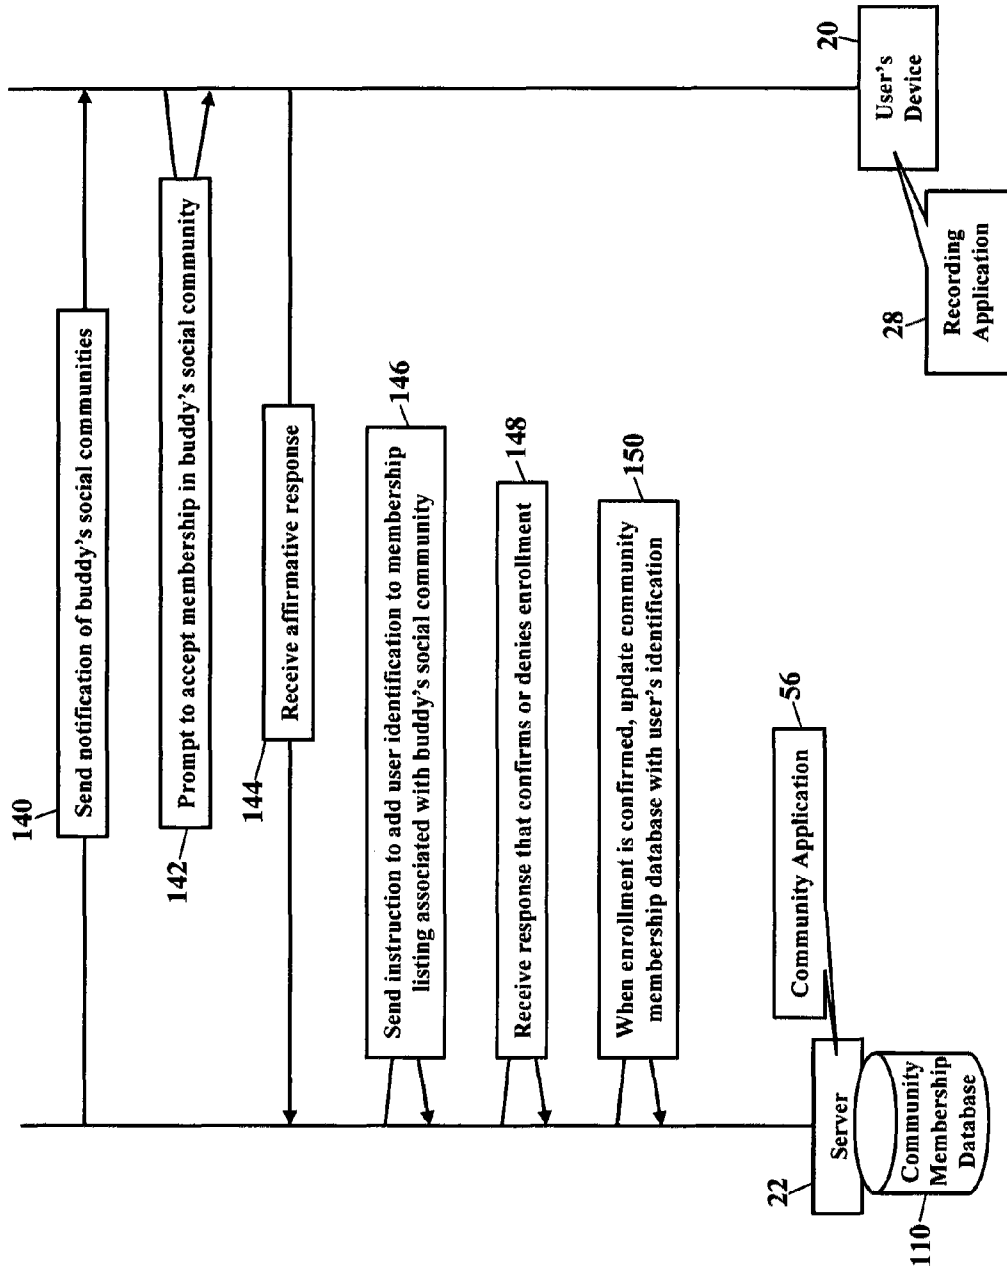 140
Send notification of buddy's social communities
142
Prompt to accept membership in buddy's social community
144
Receive affirmative response
146
Send instruction to add user identification to membership
listing associated with buddy's social community
148
Receive response that confirms or denies enrollment
150
When enrollment is confirmed, update community
membership database with user's identification
56
Community Application
22
Server
Community
Membership
Database
110
20
User's
Device
28
Recording
Application